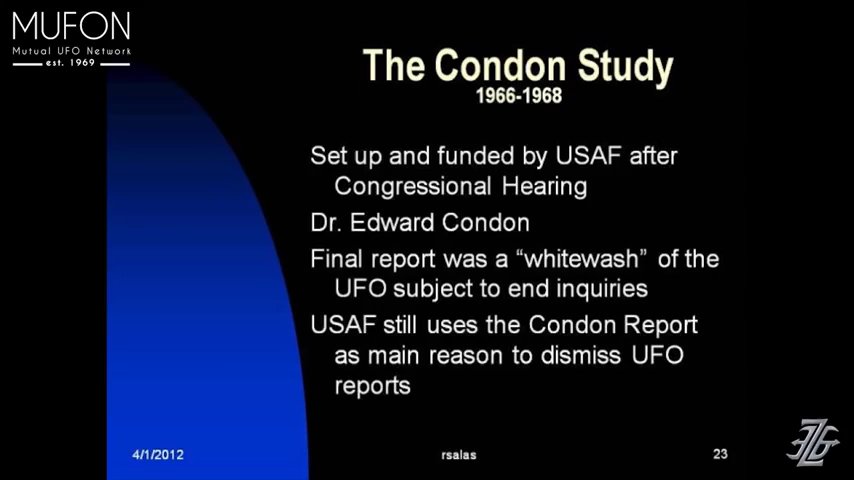 MUFON
Mutual UFO Network
est. 1969
The Condon Study
1966-1968
Set up and funded by USAF after
Congressional Hearing
Dr. Edward Condon
Final report was a “whitewash” of the
UFO subject to end inquiries
USAF still uses the Condon Report
as main reason to dismiss UFO
reports
4/1/2012
rsalas
23